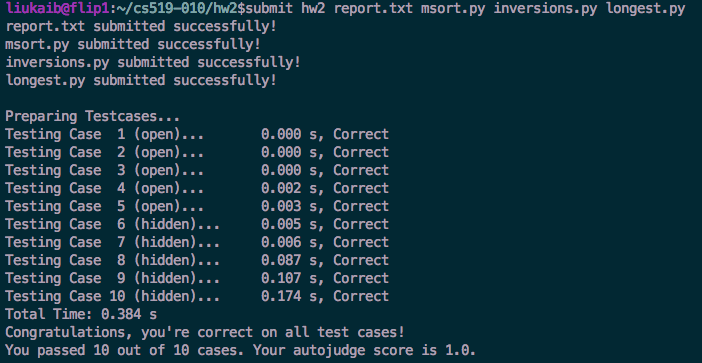 liukaib@flip1:~/cs519-010/hw2$submit hw2 report.txt msort.py inversions.py longest.py
report.txt submitted successfully!
msort.py submitted successfully!
inversions.py submitted successfully!
longest.py submitted successfully!
Preparing Testcases...
Testing Case  1 (open)...       0.000 s, Correct
Testing Case  2 (open)...       0.000 s, Correct
Testing Case  3 (open)...       0.000 s, Correct
Testing Case  4 (open)...       0.002 s, Correct
Testing Case  5 (open)...       0.003 s, Correct
Testing Case  6 (hidden)...     0.005 s, Correct
Testing Case  7 (hidden)...     0.006 s, Correct
Testing Case  8 (hidden)...     0.087 s, Correct
Testing Case  9 (hidden)...     0.107 s, Correct
Testing Case 10 (hidden)...     0.174 s, Correct
Total Time: 0.384 s
Congratulations, you're correct on all test cases!
You passed 10 out of 10 cases. Your autojudge score is 1.0.